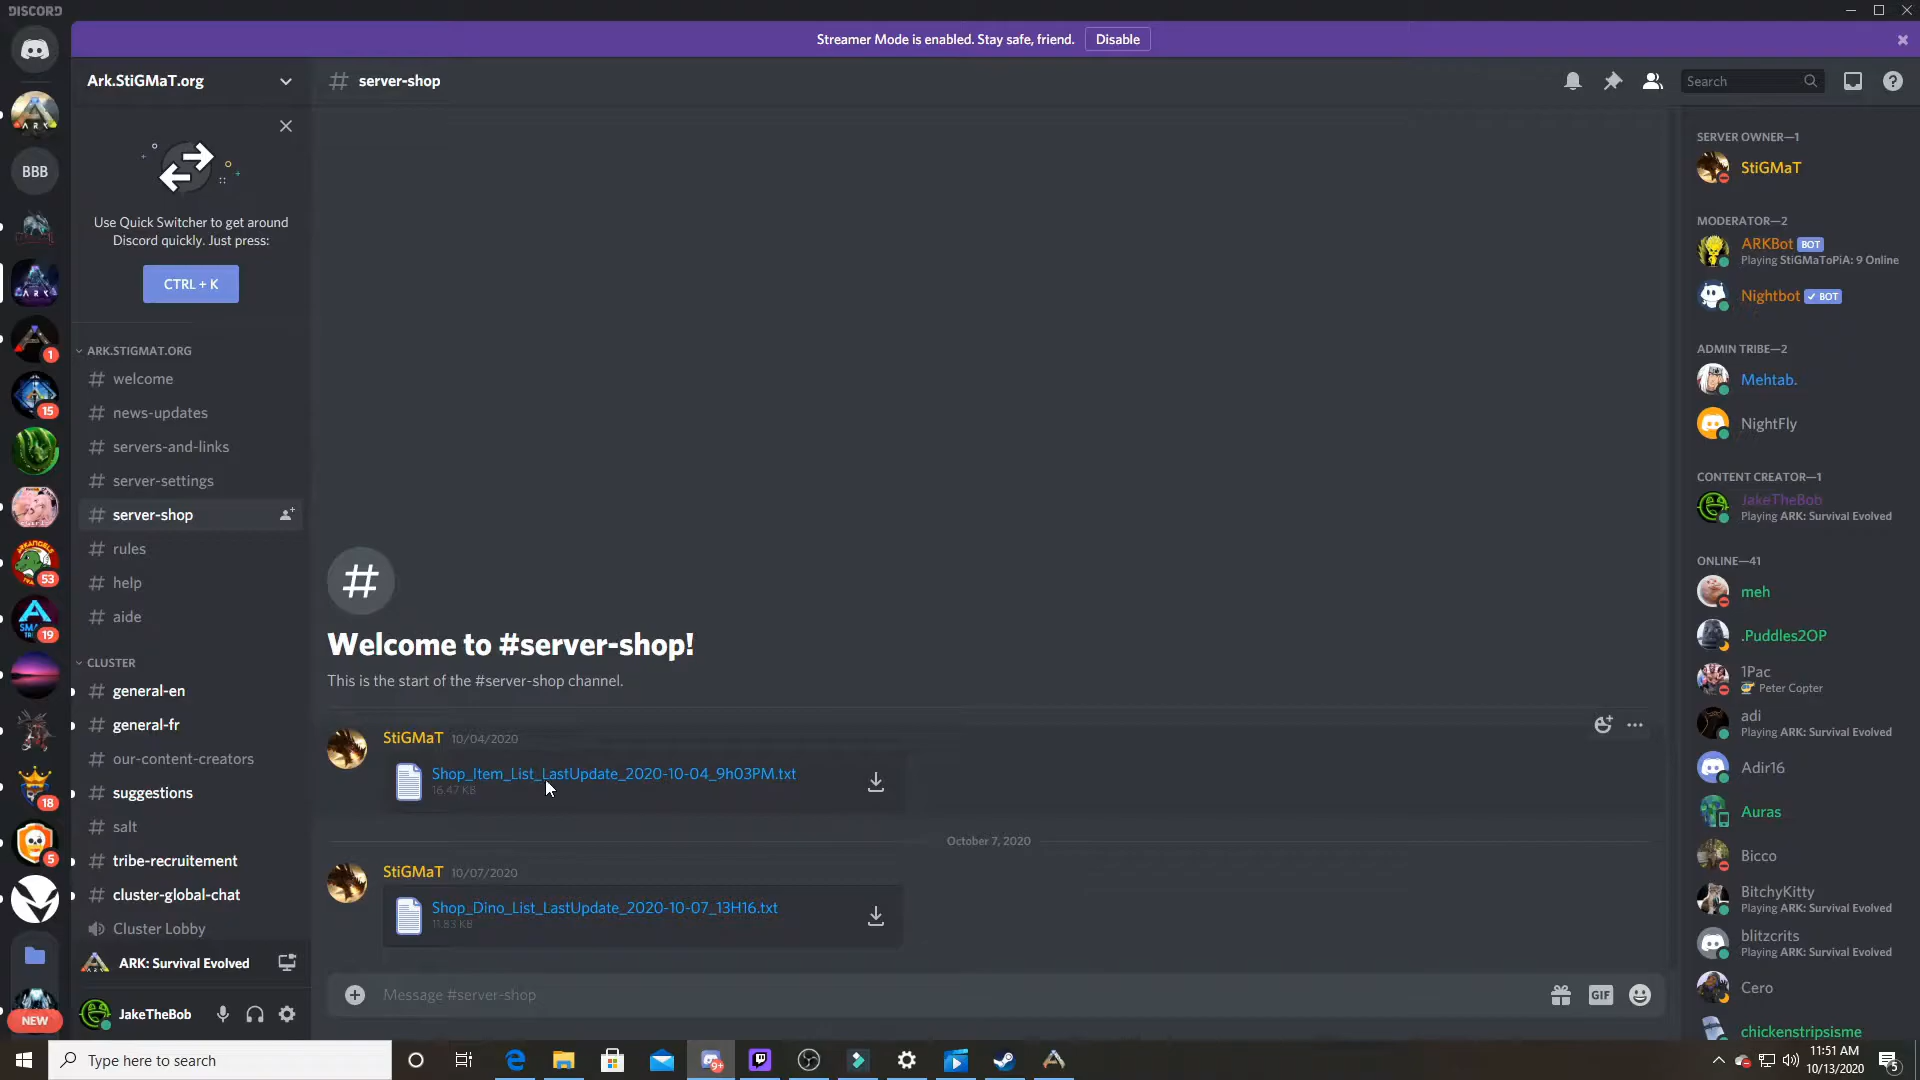 DISCORD
Streamer Mode is enabled. Stay safe, friend.
Disable
Ark.StiGMaT.org
server-shop
Search
Use Quick Switcher to get around
Discord quickly. Just press:
CTRL + K
ARK.STIGMAT.ORG
welcome
news-updates
servers-and-links
server-settings
server-shop
rules
help
aide
CLUSTER
general-en
general-fr
our-content-creators
suggestions
salt
tribe-recruitement
cluster-global-chat
Cluster Lobby
ARK: Survival Evolved
JakeTheBob
ARK
BBB
1
15
53
19
18
5
NEW
Welcome to #server-shop!
This is the start of the #server-shop channel.
StiGMaT 10/04/2020
Shop_Item_List_LastUpdate_2020-10-04_9h03PM.txt
16.47 KB
October 7, 2020
StiGMaT 10/07/2020
Shop_Dino_List_LastUpdate_2020-10-07_13H16.txt
11.83 KB
Message #server-shop
GIF
SERVER OWNER—1
StiGMaT
MODERATOR—2
ARKBot BOT
Playing StiGMaToPiA: 9 Online
Nightbot ✓ BOT
ADMIN TRIBE—2
Mehtab.
NightFly
CONTENT CREATOR—1
JakeTheBob
Playing ARK: Survival Evolved
ONLINE—41
meh
.Puddles2OP
1Pac
Peter Copter
adi
Playing ARK: Survival Evolved
Adir16
Auras
Bicco
BitchyKitty
Playing ARK: Survival Evolved
blitzcrits
Playing ARK: Survival Evolved
Cero
chickenstripsisme
Type here to search
9+
11:51 AM
10/13/2020
5